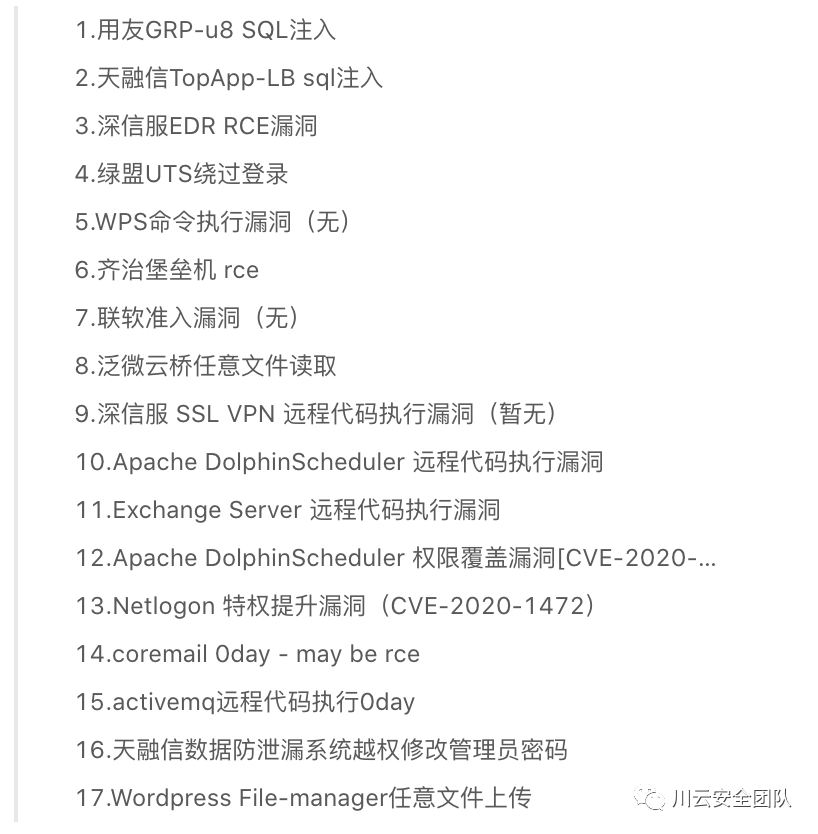 1.用友GRP-u8 SQL注入
2.天融信TopApp-LB sql注入
3.深信服EDR RCE漏洞
4.绿盟UTS绕过登录
5.WPS命令执行漏洞（无）
6.齐治堡垒机 rce
7.联软准入漏洞（无）
8.泛微云桥任意文件读取
9.深信服 SSL VPN 远程代码执行漏洞（暂无）
10.Apache DolphinScheduler 远程代码执行漏洞
11.Exchange Server 远程代码执行漏洞
12.Apache DolphinScheduler 权限覆盖漏洞[CVE-2020-...
13.Netlogon 特权提升漏洞（CVE-2020-1472）
14.coremail 0day - may be rce
15.activemq远程代码执行0day
16.天融信数据防泄漏系统越权修改管理员密码
17.Wordpress File-manager任意文件上传
川云安全团队